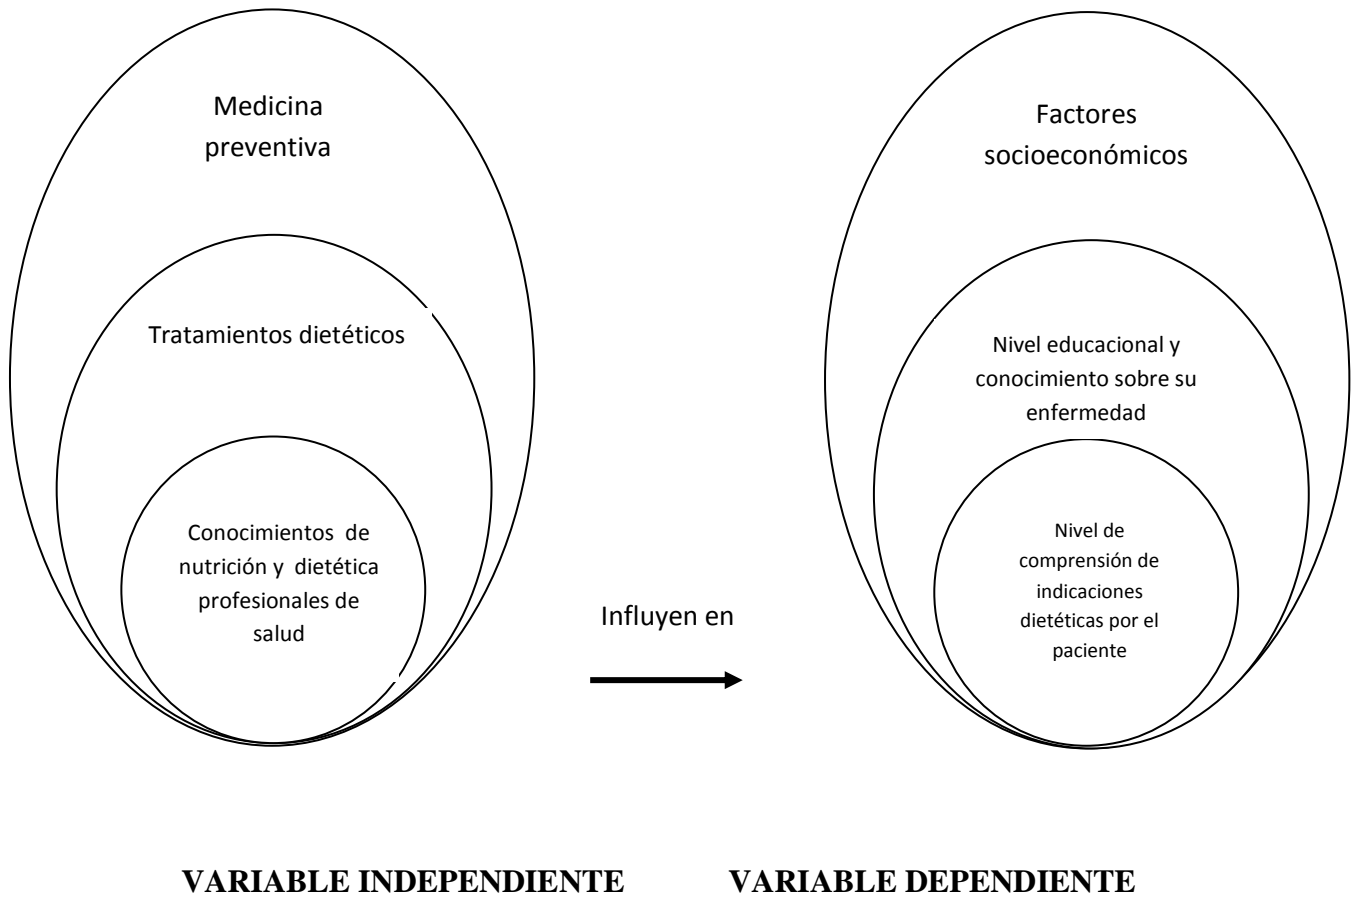 Medicina
preventiva
Tratamientos dietéticos
Conocimientos de
nutrición y dietética
profesionales de
salud
Influyen en
Factores
socioeconómicos
Nivel educacional y
conocimiento sobre su
enfermedad
Nivel de
comprensión de
indicaciones
dietéticas por el
paciente
VARIABLE INDEPENDIENTE
VARIABLE DEPENDIENTE